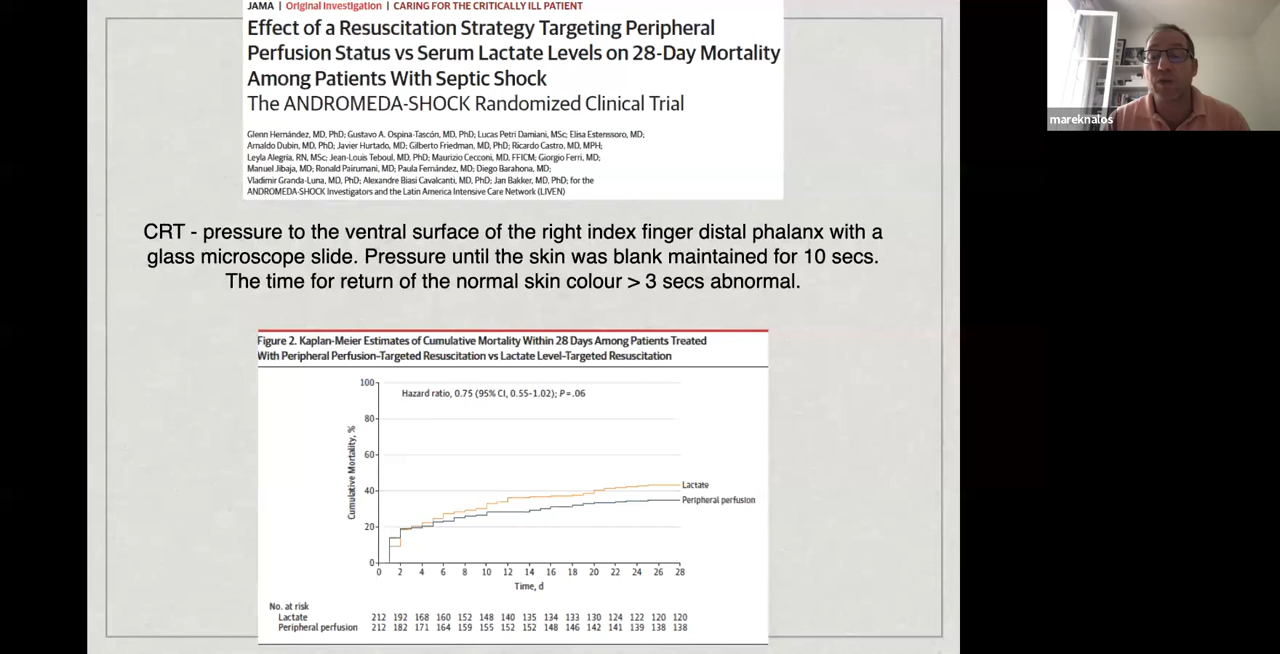 JAMA | Original Investigation | CARING FOR THE CRITICALLY ILL PATIENT
Effect of a Resuscitation Strategy Targeting Peripheral
Perfusion Status vs Serum Lactate Levels on 28-Day Mortality
Among Patients With Septic Shock
The ANDROMEDA-SHOCK Randomized Clinical Trial
Glenn Hernández, MD, PhD; Gustavo A. Ospina-Tascón, MD, PhD; Lucas Petri Damiani, MSc; Elisa Estenssoro, MD;
Arnaldo Dubin, MD, PhD; Javier Hurtado, MD; Gilberto Friedman, MD, PhD; Ricardo Castro, MD, MPH;
Leyla Alegría, RN, MSc; Jean-Louis Teboul, MD, PhD; Maurizio Cecconi, MD, FFICM; Giorgio Ferri, MD;
Manuel Jibaja, MD; Ronald Pairumani, MD; Paula Fernández, MD; Diego Barahona, MD;
Vladimir Granda-Luna, MD, PhD; Alexandre Biasi Cavalcanti, MD, PhD; Jan Bakker, MD, PhD; for the
ANDROMEDA-SHOCK Investigators and the Latin America Intensive Care Network (LIVEN)
mareknalos
CRT - pressure to the ventral surface of the right index finger distal phalanx with a
glass microscope slide. Pressure until the skin was blank maintained for 10 secs.
The time for return of the normal skin colour > 3 secs abnormal.
Figure 2. Kaplan-Meier Estimates of Cumulative Mortality Within 28 Days Among Patients Treated
With Peripheral Perfusion-Targeted Resuscitation vs Lactate Level-Targeted Resuscitation
Hazard ratio, 0.75 (95% CI, 0.55-1.02); P = .06
Cumulative Mortality, %
100
80
60
40
20
0
Lactate
Peripheral perfusion
0 2 4 6 8 10 12 14 16 18 20 22 24 26 28
Time, d
No. at risk
Lactate 212 192 168 160 152 148 140 135 134 133 130 124 122 120 120
Peripheral perfusion 212 182 171 164 159 155 152 152 148 146 142 141 139 138 138